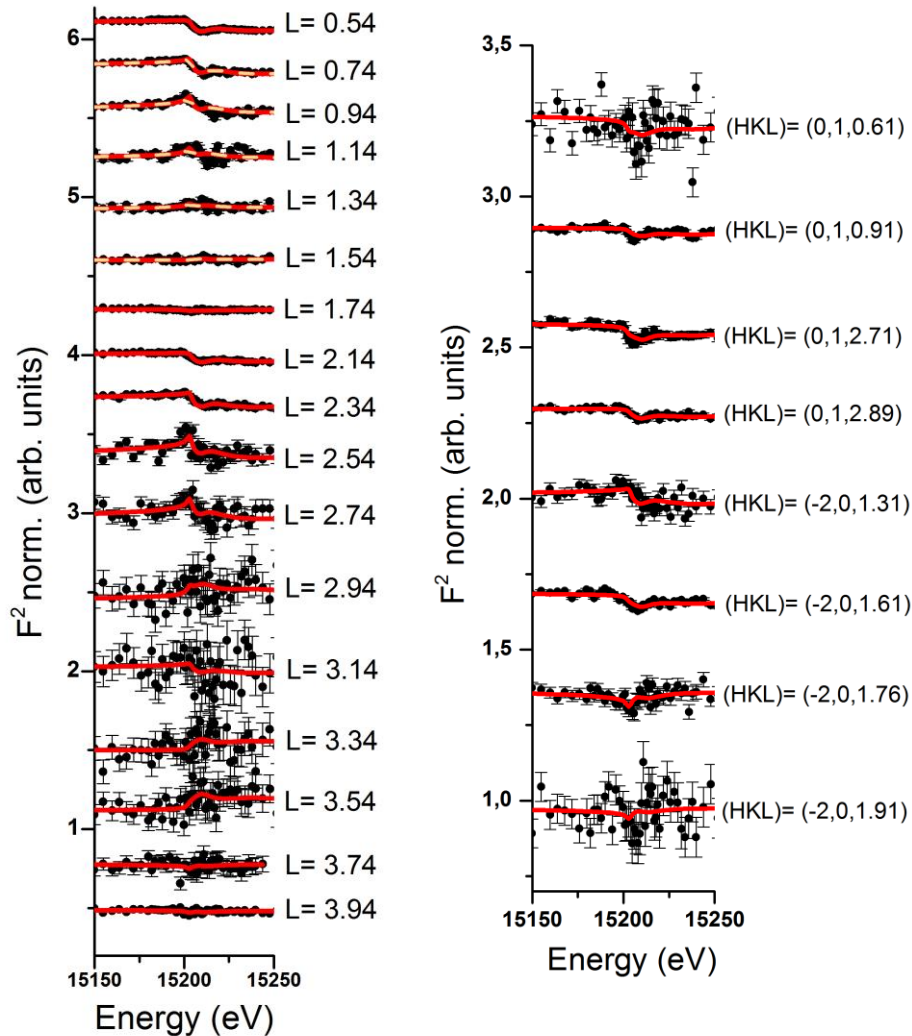 F² norm. (arb. units)
6
5
4
3
2
1
L= 0.54
L= 0.74
L= 0.94
L= 1.14
L= 1.34
L= 1.54
L= 1.74
L= 2.14
L= 2.34
L= 2.54
L= 2.74
L= 2.94
L= 3.14
L= 3.34
L= 3.54
L= 3.74
L= 3.94
15150 15200 15250
Energy (eV)
F² norm. (arb. units)
3,5
3,0
2,5
2,0
1,5
1,0
(HKL)= (0,1,0.61)
(HKL)= (0,1,0.91)
(HKL)= (0,1,2.71)
(HKL)= (0,1,2.89)
(HKL)= (-2,0,1.31)
(HKL)= (-2,0,1.61)
(HKL)= (-2,0,1.76)
(HKL)= (-2,0,1.91)
15150 15200 15250
Energy (eV)